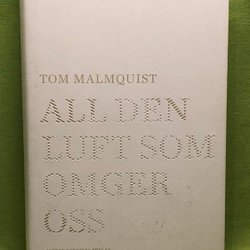 TOM MALMQUIST
ALL DEN
LUFT SOM
OMGER
OSS